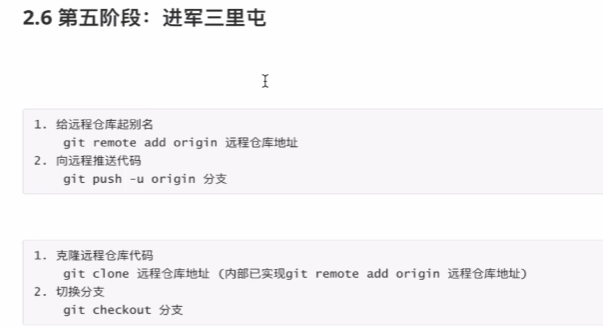 2.6 第五阶段：进军三里屯
1. 给远程仓库起别名
git remote add origin 远程仓库地址
2. 向远程推送代码
git push -u origin 分支
1. 克隆远程仓库代码
git clone 远程仓库地址 (内部已实现git remote add origin 远程仓库地址)
2. 切换分支
git checkout 分支